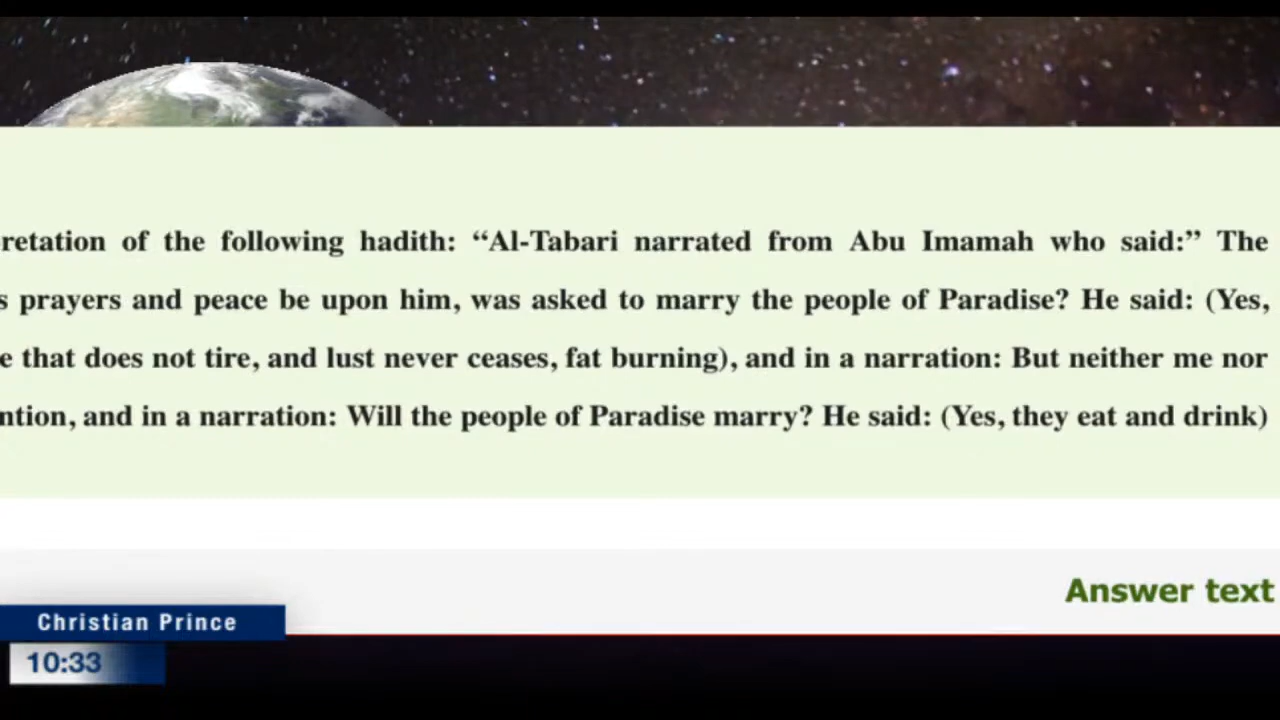 of the following hadith: “Al-Tabari narrated from Abu Imamah who said:” The
prayers and peace be upon him, was asked to marry the people of Paradise? He said: (Yes,
that does not tire, and lust never ceases, fat burning), and in a narration: But neither me nor
and in a narration: Will the people of Paradise marry? He said: (Yes, they eat and drink)
Answer text
Christian Prince
10:33